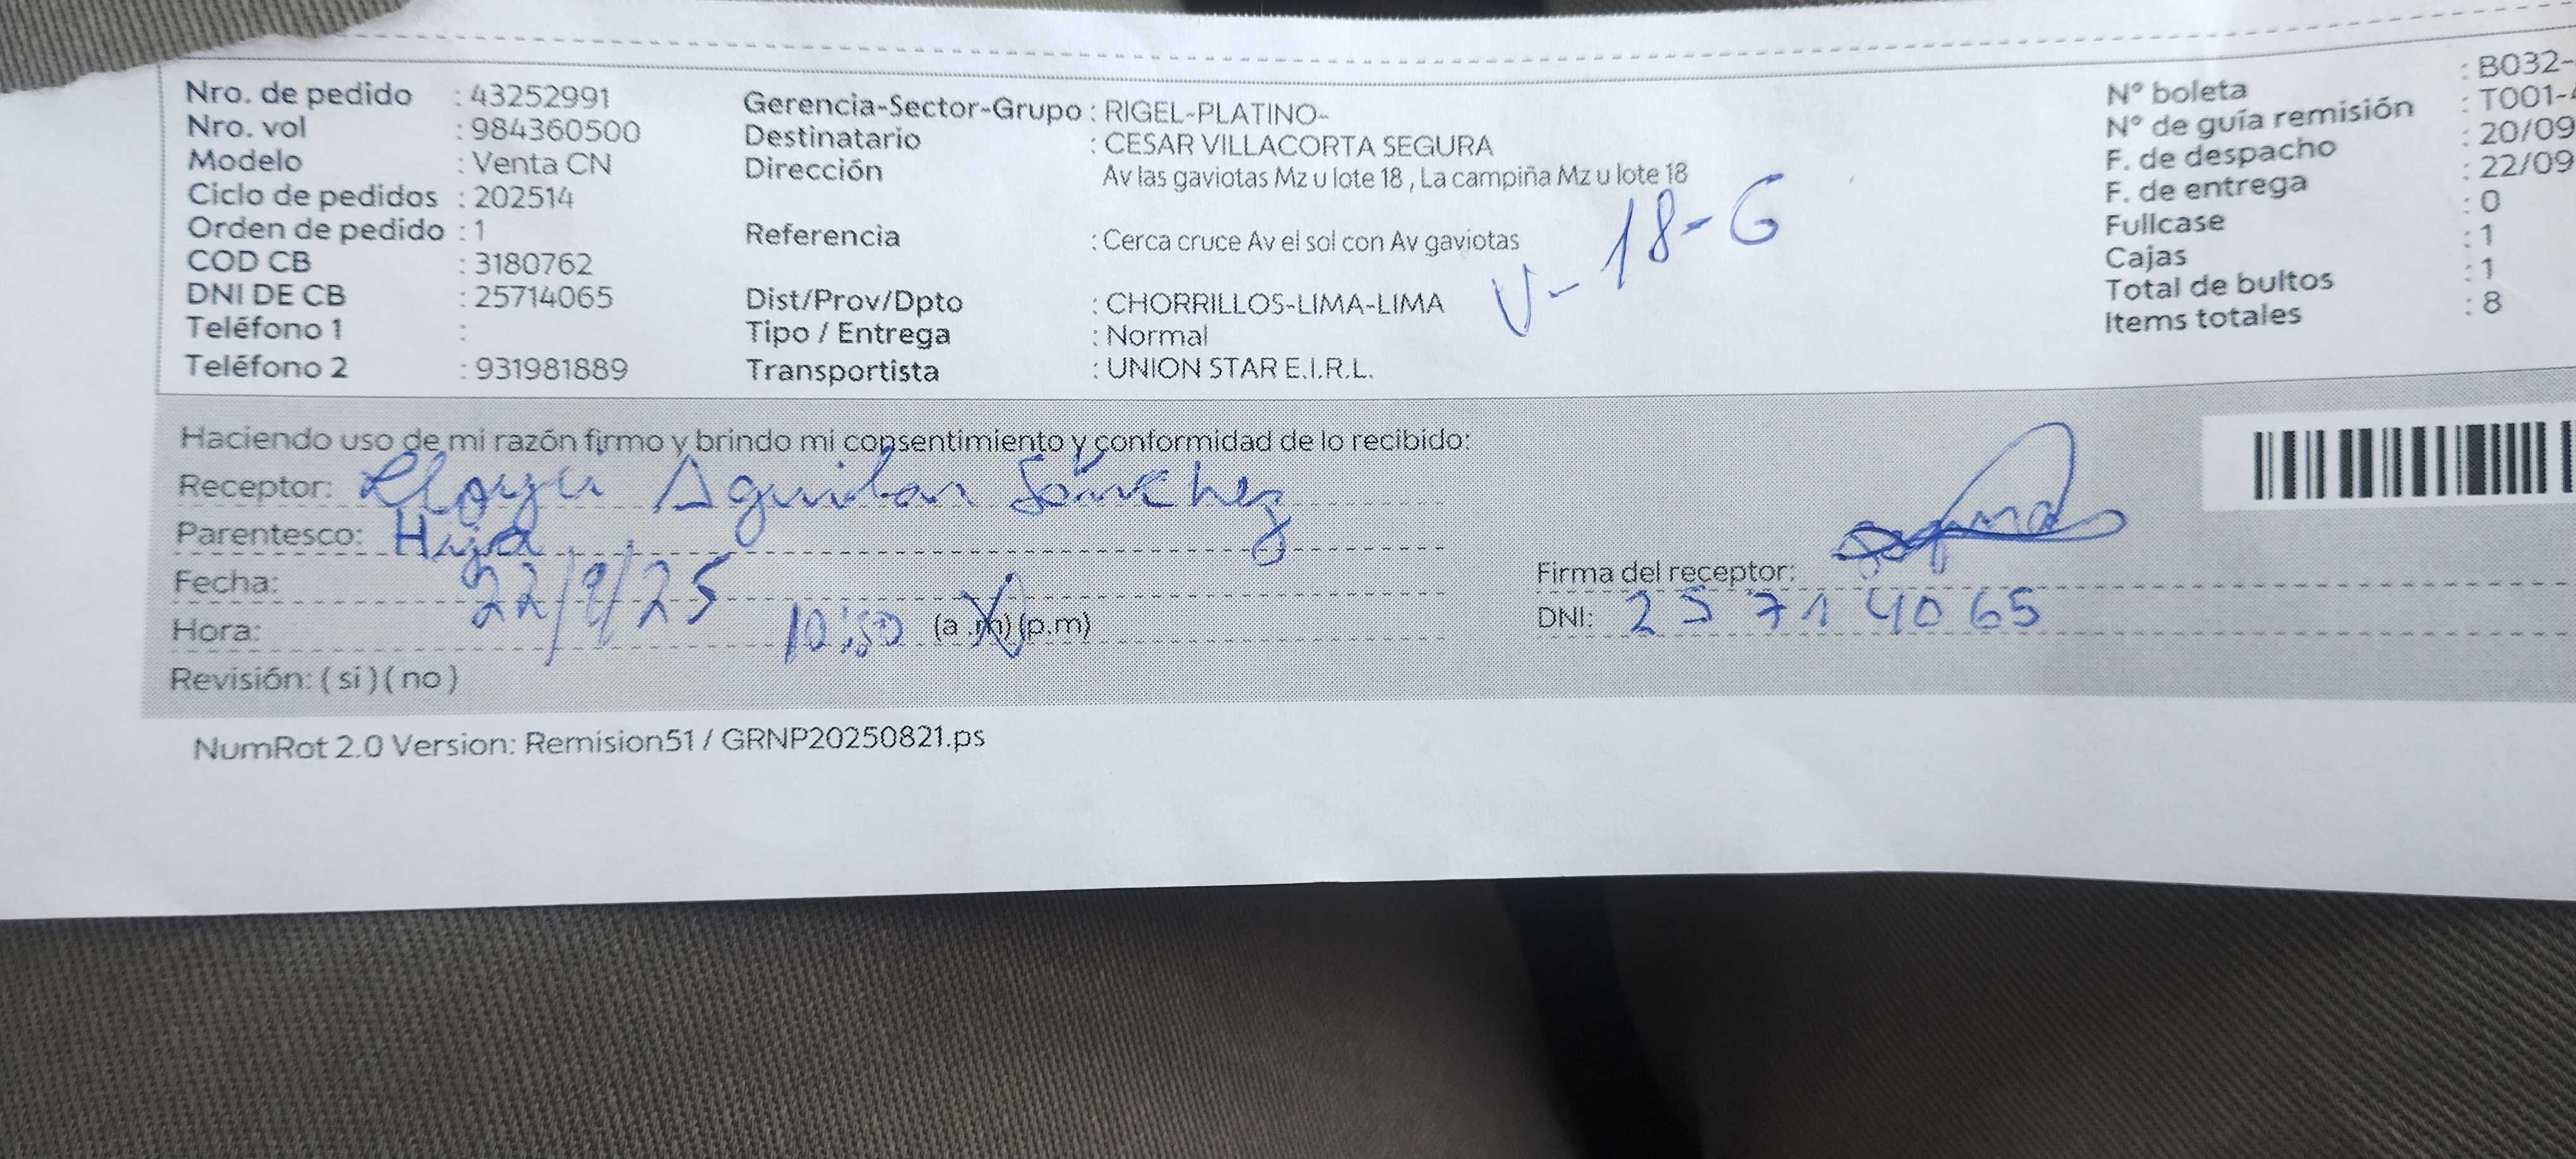 Nro. de pedido : 43252991
Nro. vol : 984360500
Modelo : Venta CN
Ciclo de pedidos : 202514
Orden de pedido : 1
COD CB : 3180762
DNI DE CB : 25714065
Teléfono 1 :
Teléfono 2 : 931981889
Gerencia-Sector-Grupo : RIGEL-PLATINO-
Destinatario : CESAR VILLACORTA SEGURA
Dirección Av las gaviotas Mz u lote 18 , La campiña Mz u lote 18
Referencia : Cerca cruce Av el sol con Av gaviotas
Dist/Prov/Dpto : CHORRILLOS-LIMA-LIMA
Tipo / Entrega : Normal
Transportista : UNION STAR E.I.R.L.
18-G
N° boleta : B032-
N° de guía remisión : T001-
F. de despacho : 20/09
F. de entrega : 22/09
Fullcase : 0
Cajas : 1
Total de bultos : 1
Items totales : 8
Haciendo uso de mi razón firmo y brindo mi consentimiento y conformidad de lo recibido:
Receptor: Aguilar Sánchez
Parentesco: Hija
Fecha: 22/9/25
Hora: 10:50 (a.m)(p.m)
Revisión: ( si ) ( no )
Firma del receptor:
DNI: 25714065
NumRot 2.0 Version: Remision51 / GRNP20250821.ps